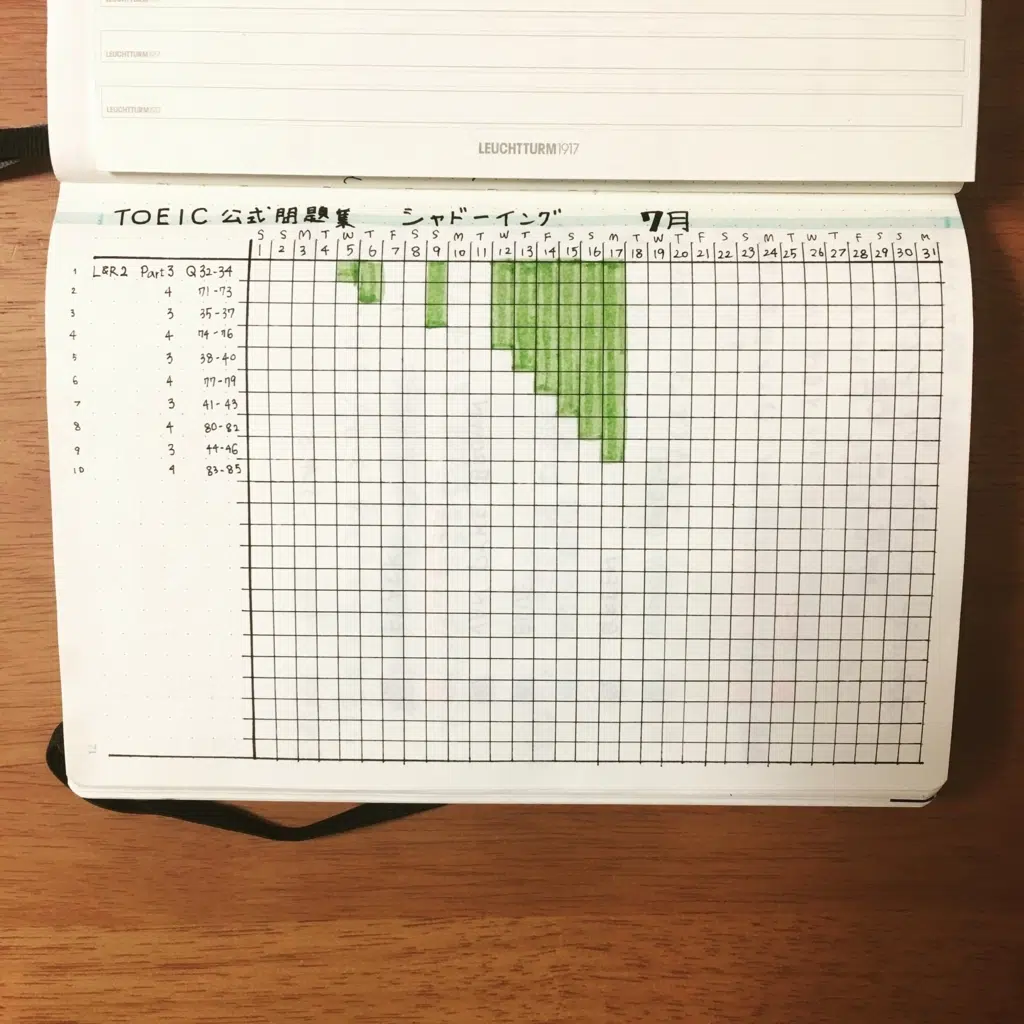 LEUCHTTURM1917
LEUCHTTURM1917
LEUCHTTURM1917
LEUCHTTURM1917
TOEIC 公式問題集 シャドーイング 7月
S S M T W T F S S M T W T F S S M T W T F S S M T W T F S S M
1 2 3 4 5 6 7 8 9 10 11 12 13 14 15 16 17 18 19 20 21 22 23 24 25 26 27 28 29 30 31
1 L&R2 Part3 Q32-34
2 4 71-73
3 3 35-37
4 4 74-76
5 3 38-40
6 4 77-79
7 3 41-43
8 4 80-82
9 3 44-46
10 4 83-85